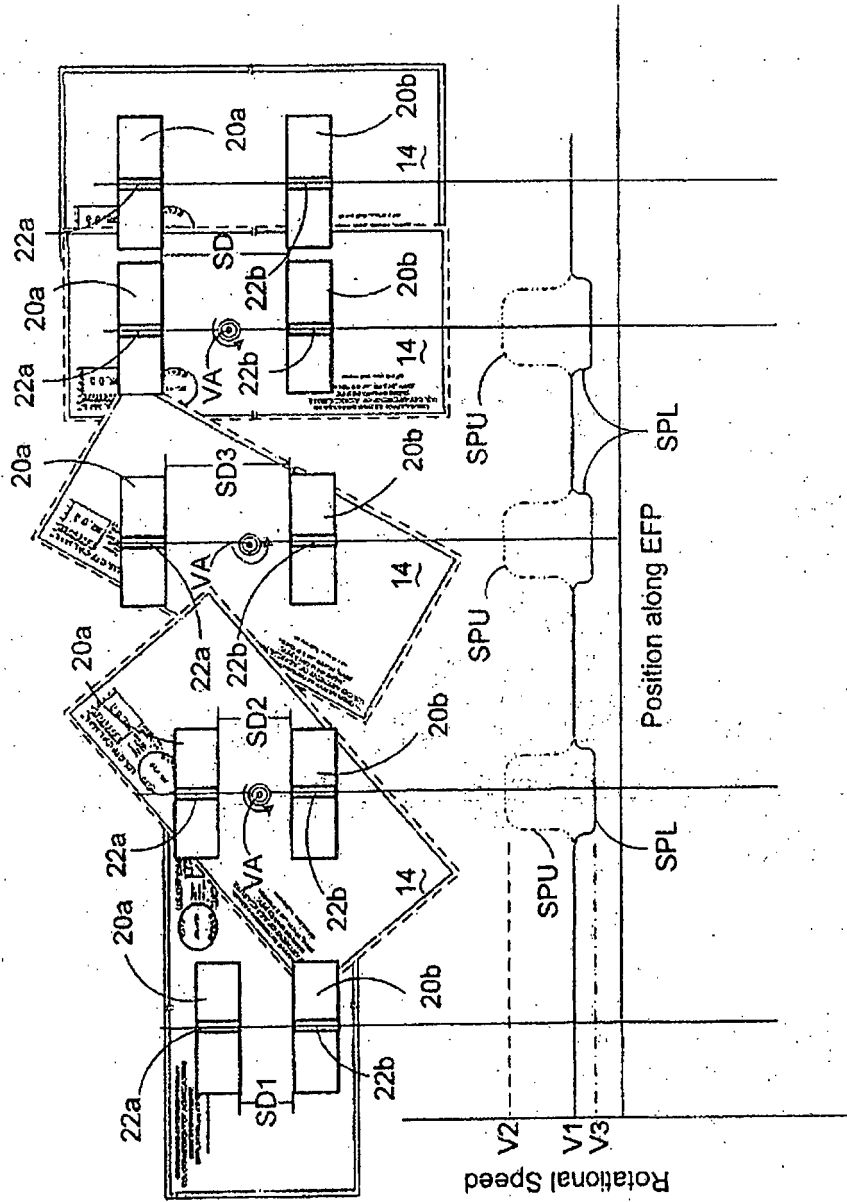 20a
20b
14
22a
22b
SD
20a
20b
22a
VA
22b
14
20a
SD3
20b
VA
22a
22b
14
20a
SD2
20b
22a
VA
22b
14
20a
20b
22a
22b
SD1
SPU
SPL
SPU
SPU
SPL
V2
V1
V3
Rotational Speed
Position along EFP